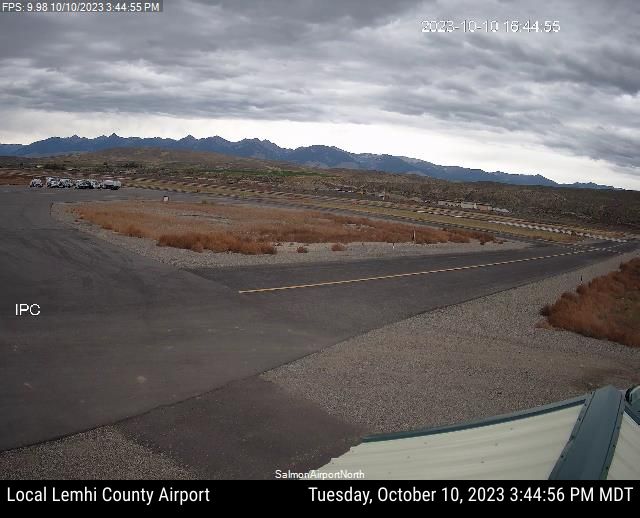 FPS: 9.98 10/10/2023 3:44:55 PM
2023-10-10 16:44:55
IPC
SalmonAirportNorth
Local Lemhi County Airport Tuesday, October 10, 2023 3:44:56 PM MDT